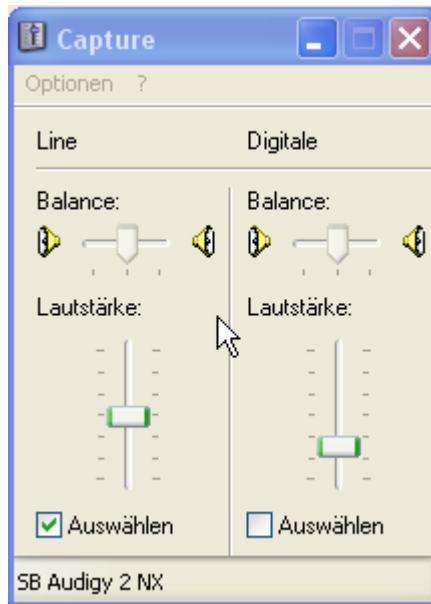 Capture
Optionen ?
Line
Balance:
Lautstärke:
Auswählen
Digitale
Balance:
Lautstärke:
Auswählen
SB Audigy 2 NX